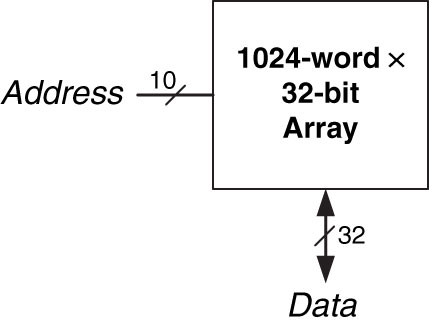 1024-word ×
32-bit
Array
Address
10
32
Data